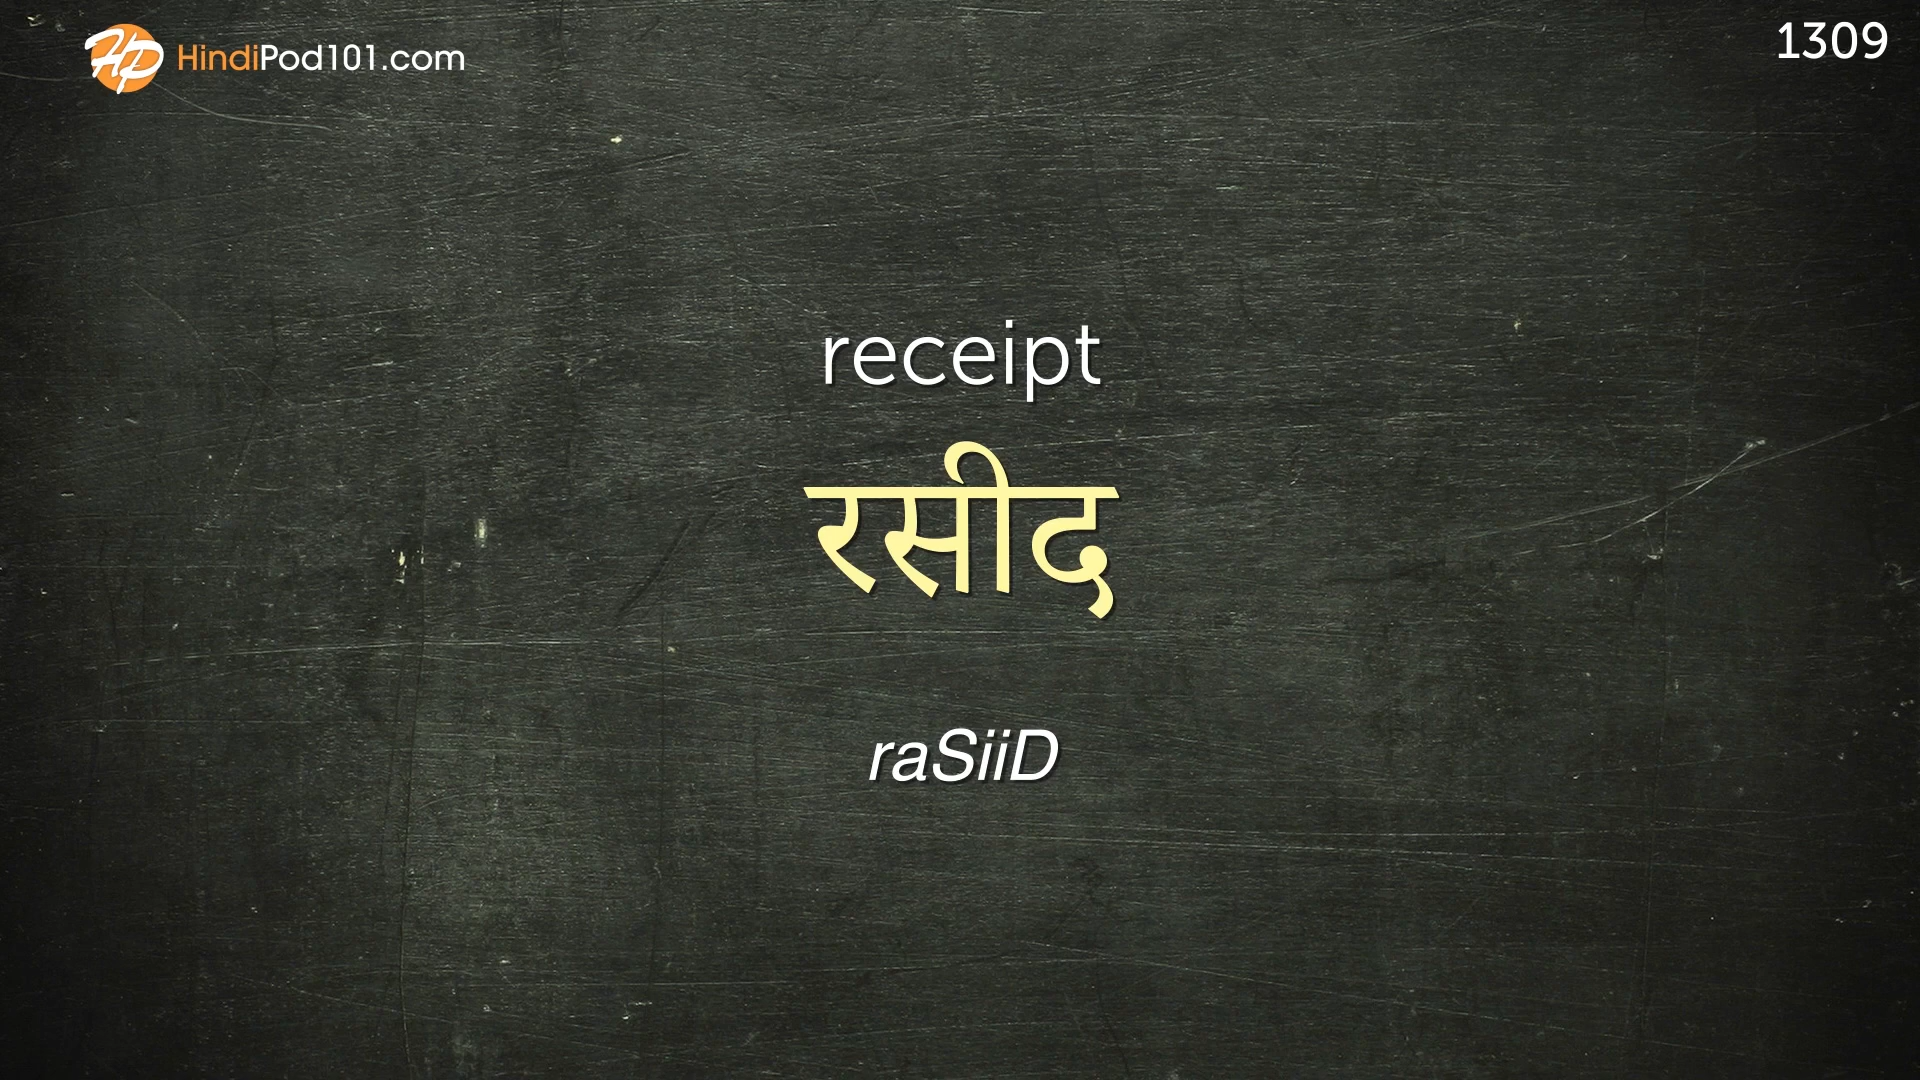 HindiPod101.com
1309
receipt
रसीद
raSiiD